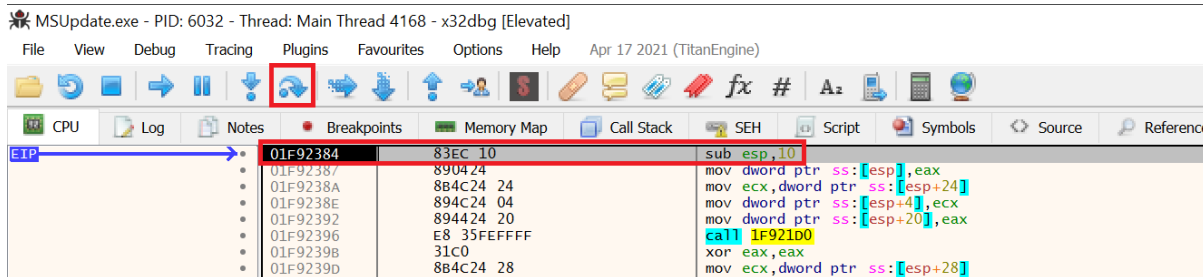 MSUpdate.exe - PID: 6032 - Thread: Main Thread 4168 - x32dbg [Elevated]
File View Debug Tracing Plugins Favourites Options Help Apr 17 2021 (TitanEngine)
S fx # Az
CPU Log Notes Breakpoints Memory Map Call Stack SEH Script Symbols Source Referenc
EIP 01F92384 83EC 10 sub esp,10
01F92387 890424 mov dword ptr ss:[esp],eax
01F9238A 8B4C24 24 mov ecx,dword ptr ss:[esp+24]
01F9238E 894C24 04 mov dword ptr ss:[esp+4],ecx
01F92392 894424 20 mov dword ptr ss:[esp+20],eax
01F92396 E8 35FEFFFF call 1F921D0
01F9239B 31C0 xor eax,eax
01F9239D 8B4C24 28 mov ecx,dword ptr ss:[esp+28]